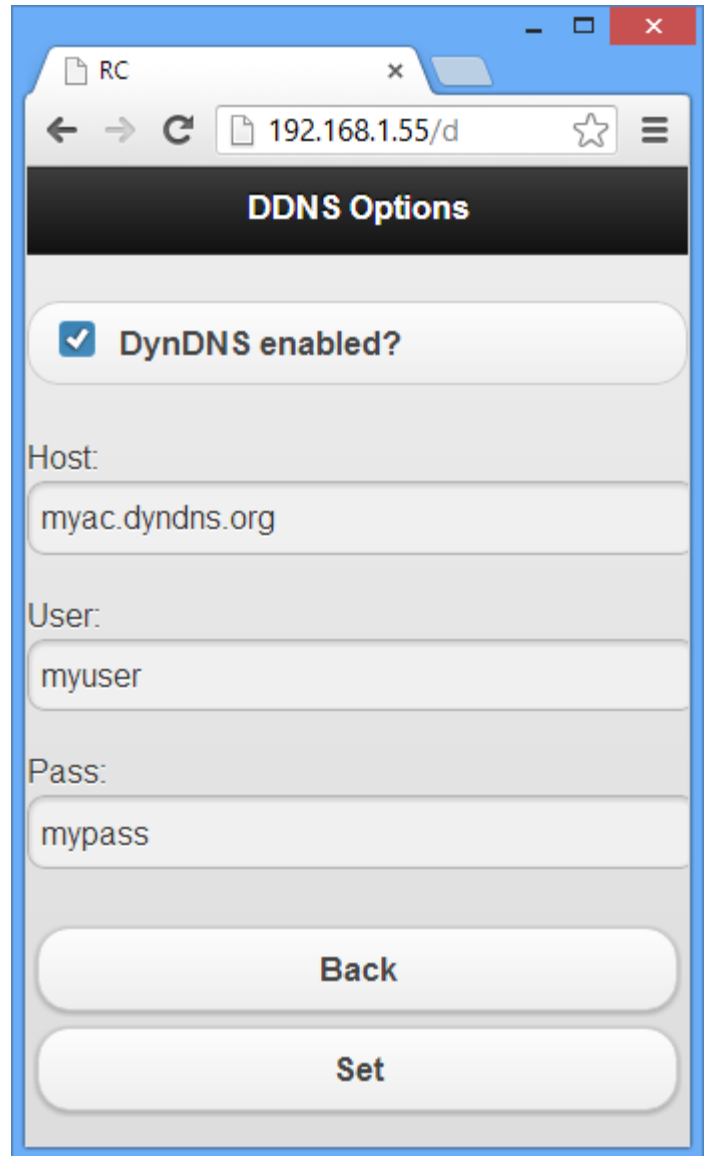 RC
192.168.1.55/d
DDNS Options
DynDNS enabled?
Host:
myac.dyndns.org
User:
myuser
Pass:
mypass
Back
Set